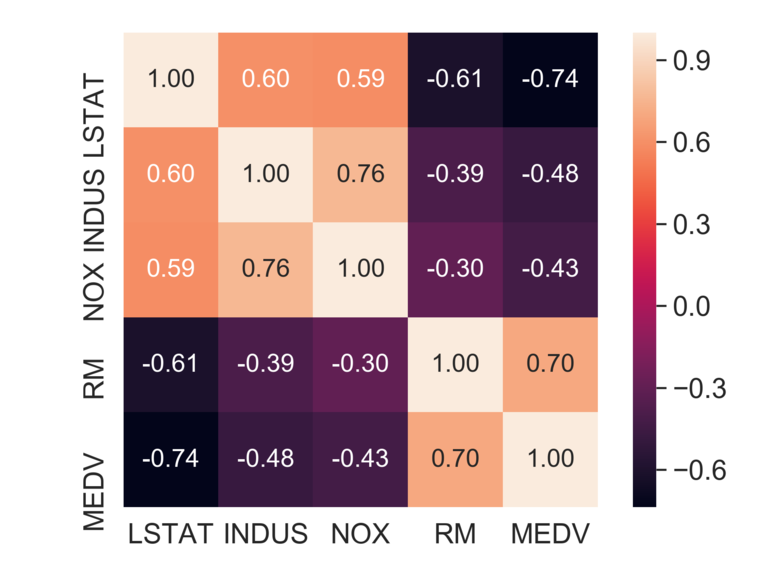 LSTAT 1.00 0.60 0.59 -0.61 -0.74
INDUS 0.60 1.00 0.76 -0.39 -0.48
NOX 0.59 0.76 1.00 -0.30 -0.43
RM -0.61 -0.39 -0.30 1.00 0.70
MEDV -0.74 -0.48 -0.43 0.70 1.00
LSTAT INDUS NOX RM MEDV
0.9
0.6
0.3
0.0
−0.3
−0.6